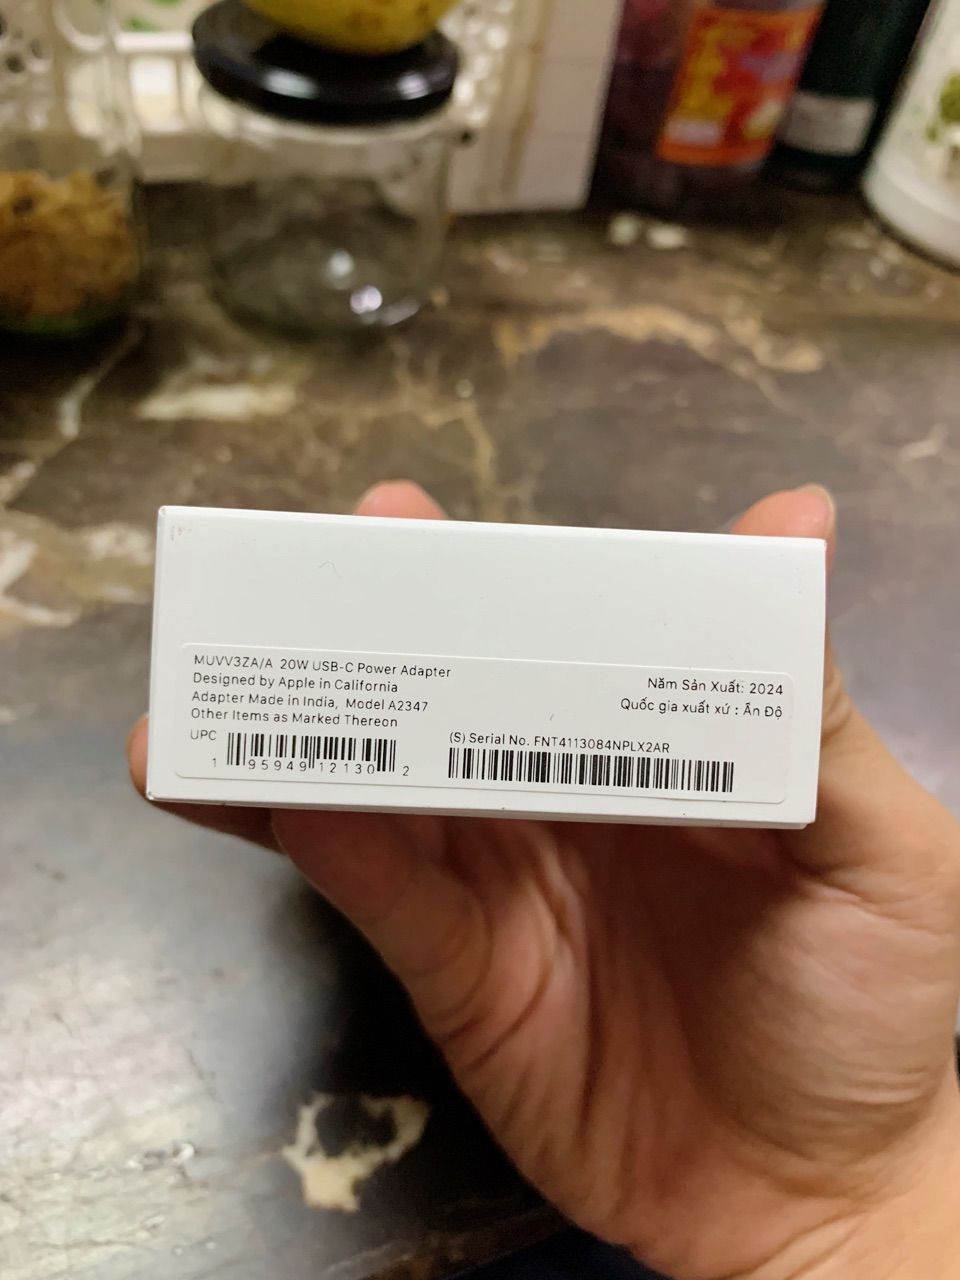 MUVV3ZA/A 20W USB-C Power Adapter
Designed by Apple in California
Adapter Made in India, Model A2347
Other Items as Marked Thereon
Năm Sản Xuất: 2024
Quốc gia xuất xứ : Ấn Độ
UPC
1 95949 12130 2
(S) Serial No. FNT4113084NPLX2AR